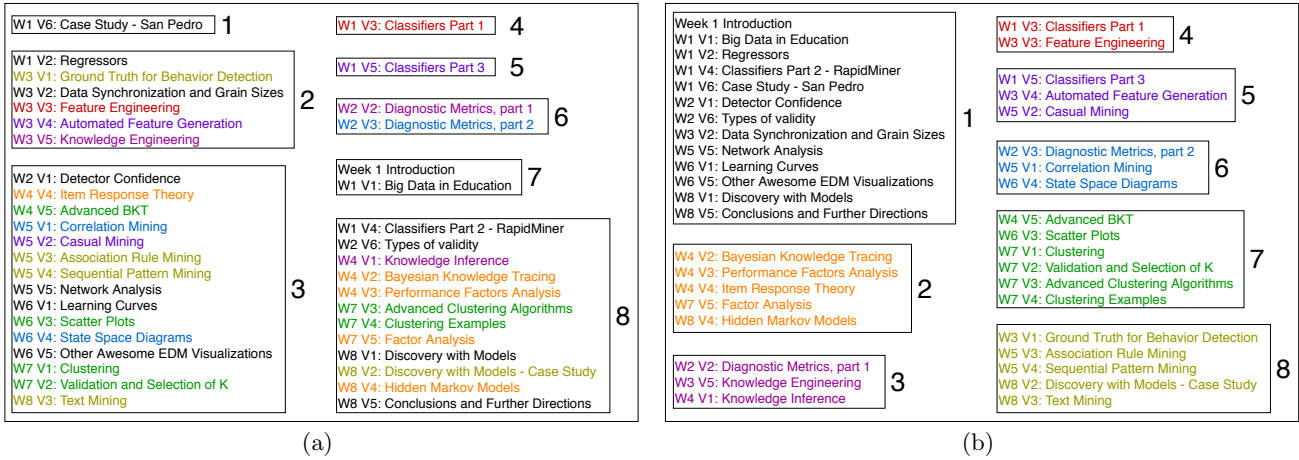 W1 V6: Case Study - San Pedro
1
W1 V2: Regressors
W3 V1: Ground Truth for Behavior Detection
W3 V2: Data Synchronization and Grain Sizes
W3 V3: Feature Engineering
W3 V4: Automated Feature Generation
W3 V5: Knowledge Engineering
2
W2 V1: Detector Confidence
W4 V4: Item Response Theory
W4 V5: Advanced BKT
W5 V1: Correlation Mining
W5 V2: Casual Mining
W5 V3: Association Rule Mining
W5 V4: Sequential Pattern Mining
W5 V5: Network Analysis
W6 V1: Learning Curves
W6 V3: Scatter Plots
W6 V4: State Space Diagrams
W6 V5: Other Awesome EDM Visualizations
W7 V1: Clustering
W7 V2: Validation and Selection of K
W8 V3: Text Mining
3
W1 V3: Classifiers Part 1
4
W1 V5: Classifiers Part 3
5
W2 V2: Diagnostic Metrics, part 1
W2 V3: Diagnostic Metrics, part 2
6
Week 1 Introduction
W1 V1: Big Data in Education
7
W1 V4: Classifiers Part 2 - RapidMiner
W2 V6: Types of validity
W4 V1: Knowledge Inference
W4 V2: Bayesian Knowledge Tracing
W4 V3: Performance Factors Analysis
W7 V3: Advanced Clustering Algorithms
W7 V4: Clustering Examples
W7 V5: Factor Analysis
W8 V1: Discovery with Models
W8 V2: Discovery with Models - Case Study
W8 V4: Hidden Markov Models
W8 V5: Conclusions and Further Directions
8
(a)
Week 1 Introduction
W1 V1: Big Data in Education
W1 V2: Regressors
W1 V4: Classifiers Part 2 - RapidMiner
W1 V6: Case Study - San Pedro
W2 V1: Detector Confidence
W2 V6: Types of validity
W3 V2: Data Synchronization and Grain Sizes
W5 V5: Network Analysis
W6 V1: Learning Curves
W6 V5: Other Awesome EDM Visualizations
W8 V1: Discovery with Models
W8 V5: Conclusions and Further Directions
1
W4 V2: Bayesian Knowledge Tracing
W4 V3: Performance Factors Analysis
W4 V4: Item Response Theory
W7 V5: Factor Analysis
W8 V4: Hidden Markov Models
2
W2 V2: Diagnostic Metrics, part 1
W3 V5: Knowledge Engineering
W4 V1: Knowledge Inference
3
W1 V3: Classifiers Part 1
W3 V3: Feature Engineering
4
W1 V5: Classifiers Part 3
W3 V4: Automated Feature Generation
W5 V2: Casual Mining
5
W2 V3: Diagnostic Metrics, part 2
W5 V1: Correlation Mining
W6 V4: State Space Diagrams
6
W4 V5: Advanced BKT
W6 V3: Scatter Plots
W7 V1: Clustering
W7 V2: Validation and Selection of K
W7 V3: Advanced Clustering Algorithms
W7 V4: Clustering Examples
7
W3 V1: Ground Truth for Behavior Detection
W5 V3: Association Rule Mining
W5 V4: Sequential Pattern Mining
W8 V2: Discovery with Models - Case Study
W8 V3: Text Mining
8
(b)